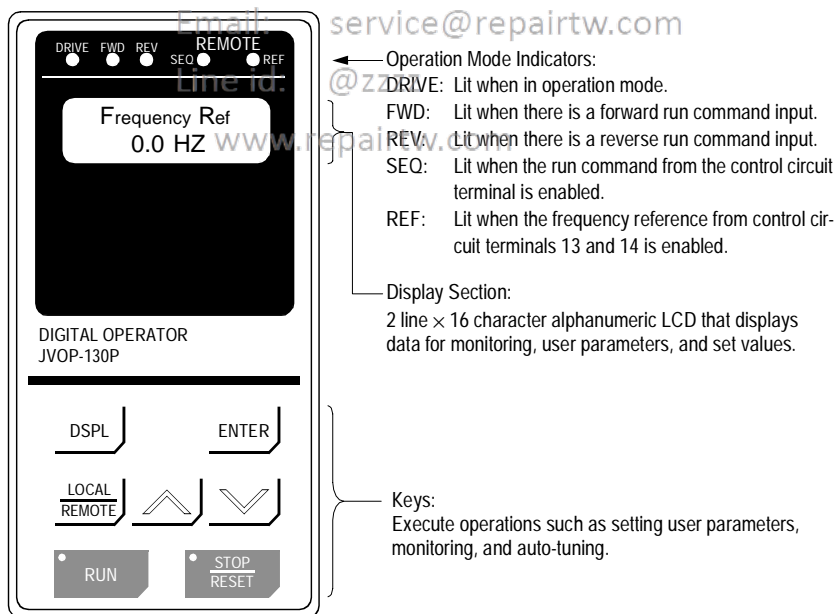 Email: service@repairtw.com
DRIVE FWD REV REMOTE
SEQ REF
Line id: @zzzz
Frequency Ref
0.0 HZ
www.repairtw.com
DIGITAL OPERATOR
JVOP-130P
DSPL
ENTER
LOCAL
REMOTE
RUN
STOP
RESET
Operation Mode Indicators:
DRIVE: Lit when in operation mode.
FWD: Lit when there is a forward run command input.
REV: Lit when there is a reverse run command input.
SEQ: Lit when the run command from the control circuit
terminal is enabled.
REF: Lit when the frequency reference from control cir-
cuit terminals 13 and 14 is enabled.
Display Section:
2 line × 16 character alphanumeric LCD that displays
data for monitoring, user parameters, and set values.
Keys:
Execute operations such as setting user parameters,
monitoring, and auto-tuning.